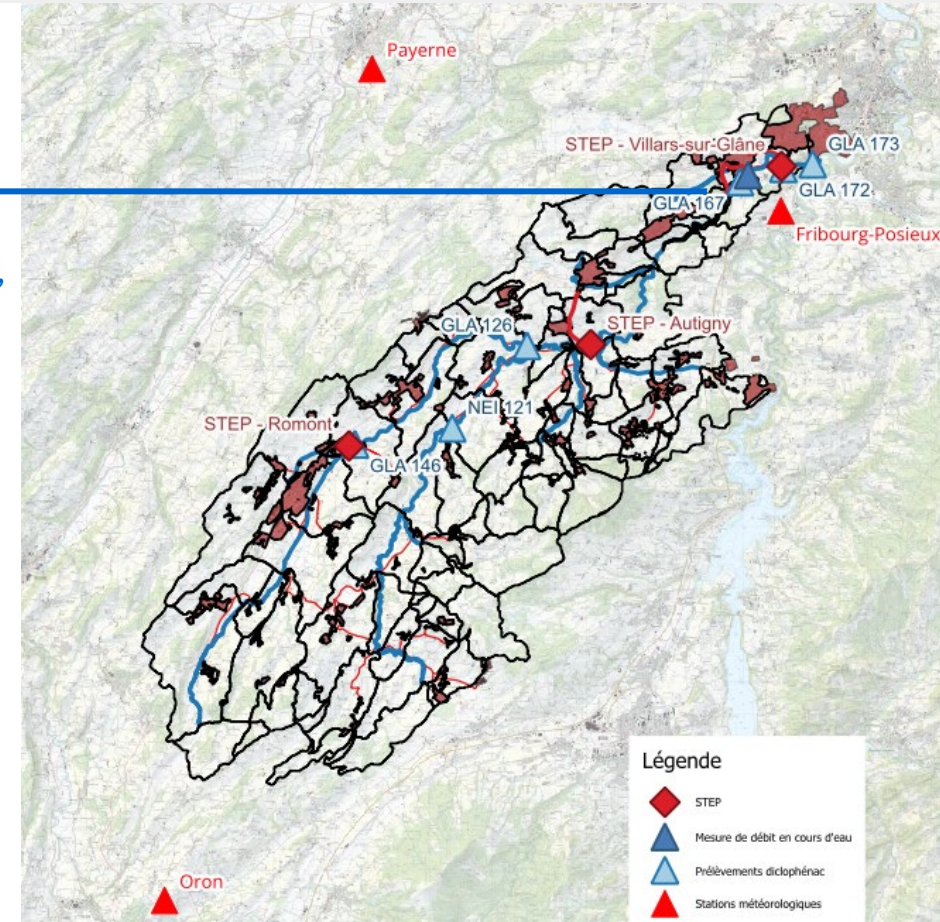 Payerne
STEP - Villars-sur-Glâne
GLA 173
GLA 172
GLA 167
Fribourg-Posieux
,
GLA 126
STEP - Autigny
NEI 121
STEP - Romont
GLA 146
Oron
Légende
STEP
Mesure de débit en cours d'eau
Prélèvements diclophénac
Stations météorologiques